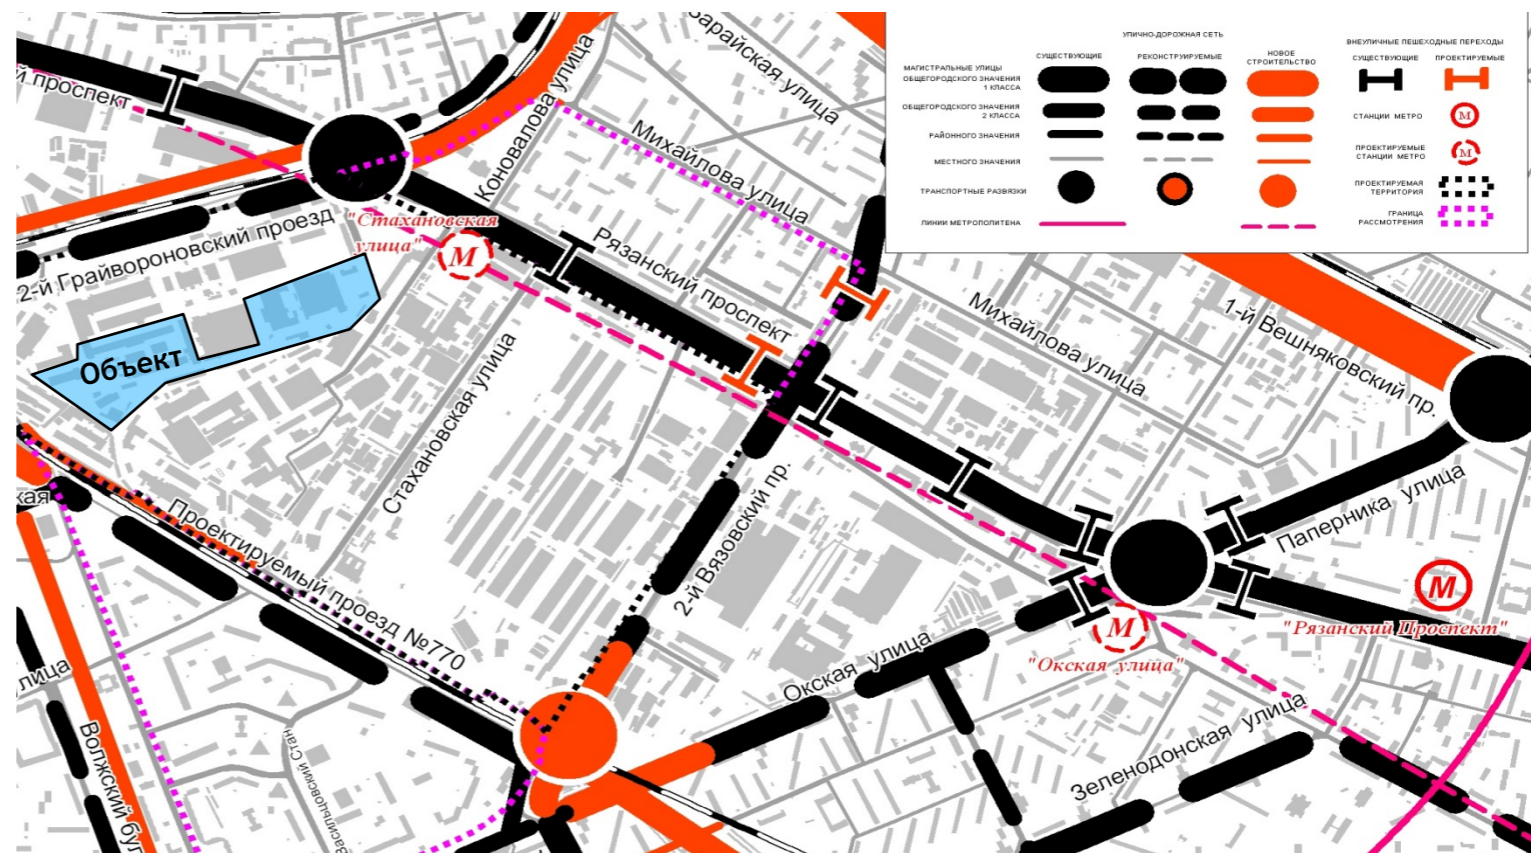 УЛИЧНО-ДОРОЖНАЯ СЕТЬ
СУЩЕСТВУЮЩИЕ
РЕКОНСТРУИРУЕМЫЕ
НОВОЕ
СТРОИТЕЛЬСТВО
ВНЕУЛИЧНЫЕ ПЕШЕХОДНЫЕ ПЕРЕХОДЫ
СУЩЕСТВУЮЩИЕ
ПРОЕКТИРУЕМЫЕ
МАГИСТРАЛЬНЫЕ УЛИЦЫ
ОБЩЕГОРОДСКОГО ЗНАЧЕНИЯ
1 КЛАССА
ОБЩЕГОРОДСКОГО ЗНАЧЕНИЯ
2 КЛАССА
РАЙОННОГО ЗНАЧЕНИЯ
МЕСТНОГО ЗНАЧЕНИЯ
ТРАНСПОРТНЫЕ РАЗВЯЗКИ
ЛИНИИ МЕТРОПОЛИТЕНА
СТАНЦИИ МЕТРО
М
ПРОЕКТИРУЕМЫЕ
СТАНЦИИ МЕТРО
М
ПРОЕКТИРУЕМАЯ
ТЕРРИТОРИЯ
ГРАНИЦА
РАССМОТРЕНИЯ
й проспект
Коновалова улица
Зарайская улица
Михайлова улица
2-й Грайвороновский проезд
"Стахановская
улица"
М
Рязанский проспект
Михайлова улица
1-й Вешняковский пр.
Объект
Стахановская улица
2-й Вязовский пр.
Паперника улица
М
"Рязанский Проспект"
М
"Окская улица"
кая
Проектируемый проезд №770
Окская улица
Зеленодонская улица
лица
Волжский бул
Васильцовский Стан